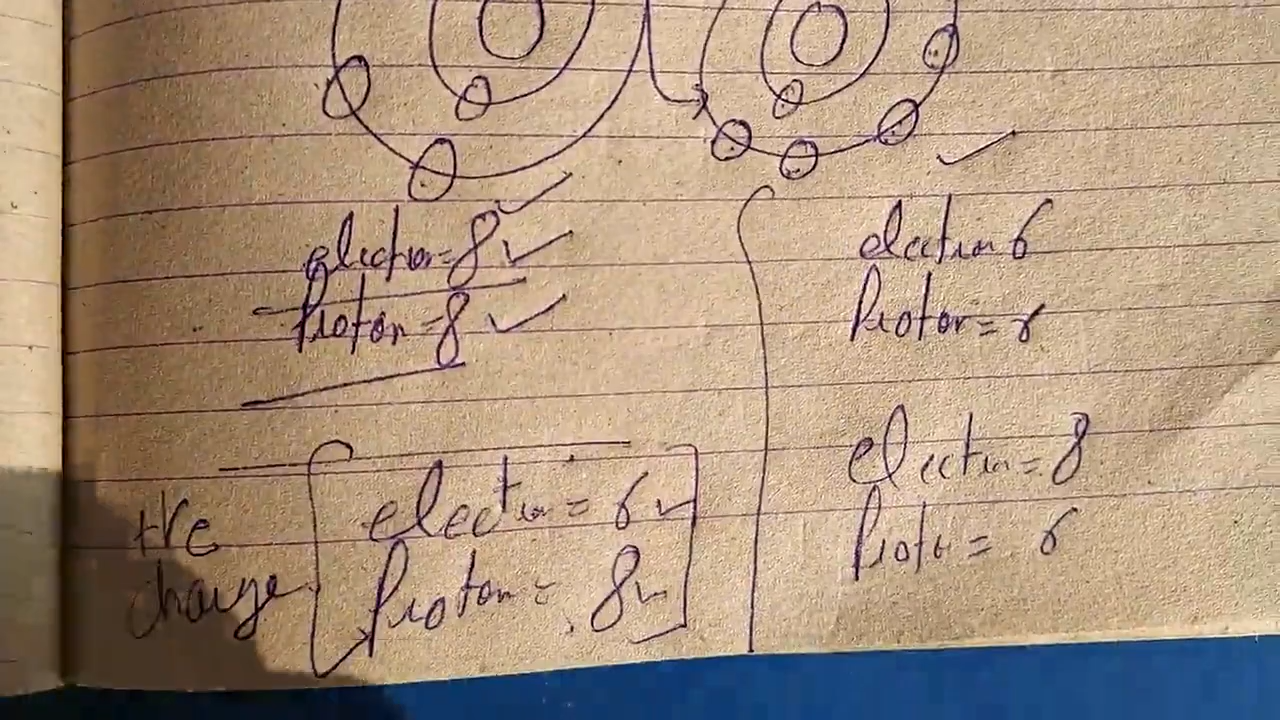 electron=8
Proton=8
electron 6
Proton=6
+ve
charge
electron=6
Proton=8
electron=8
Proton=6